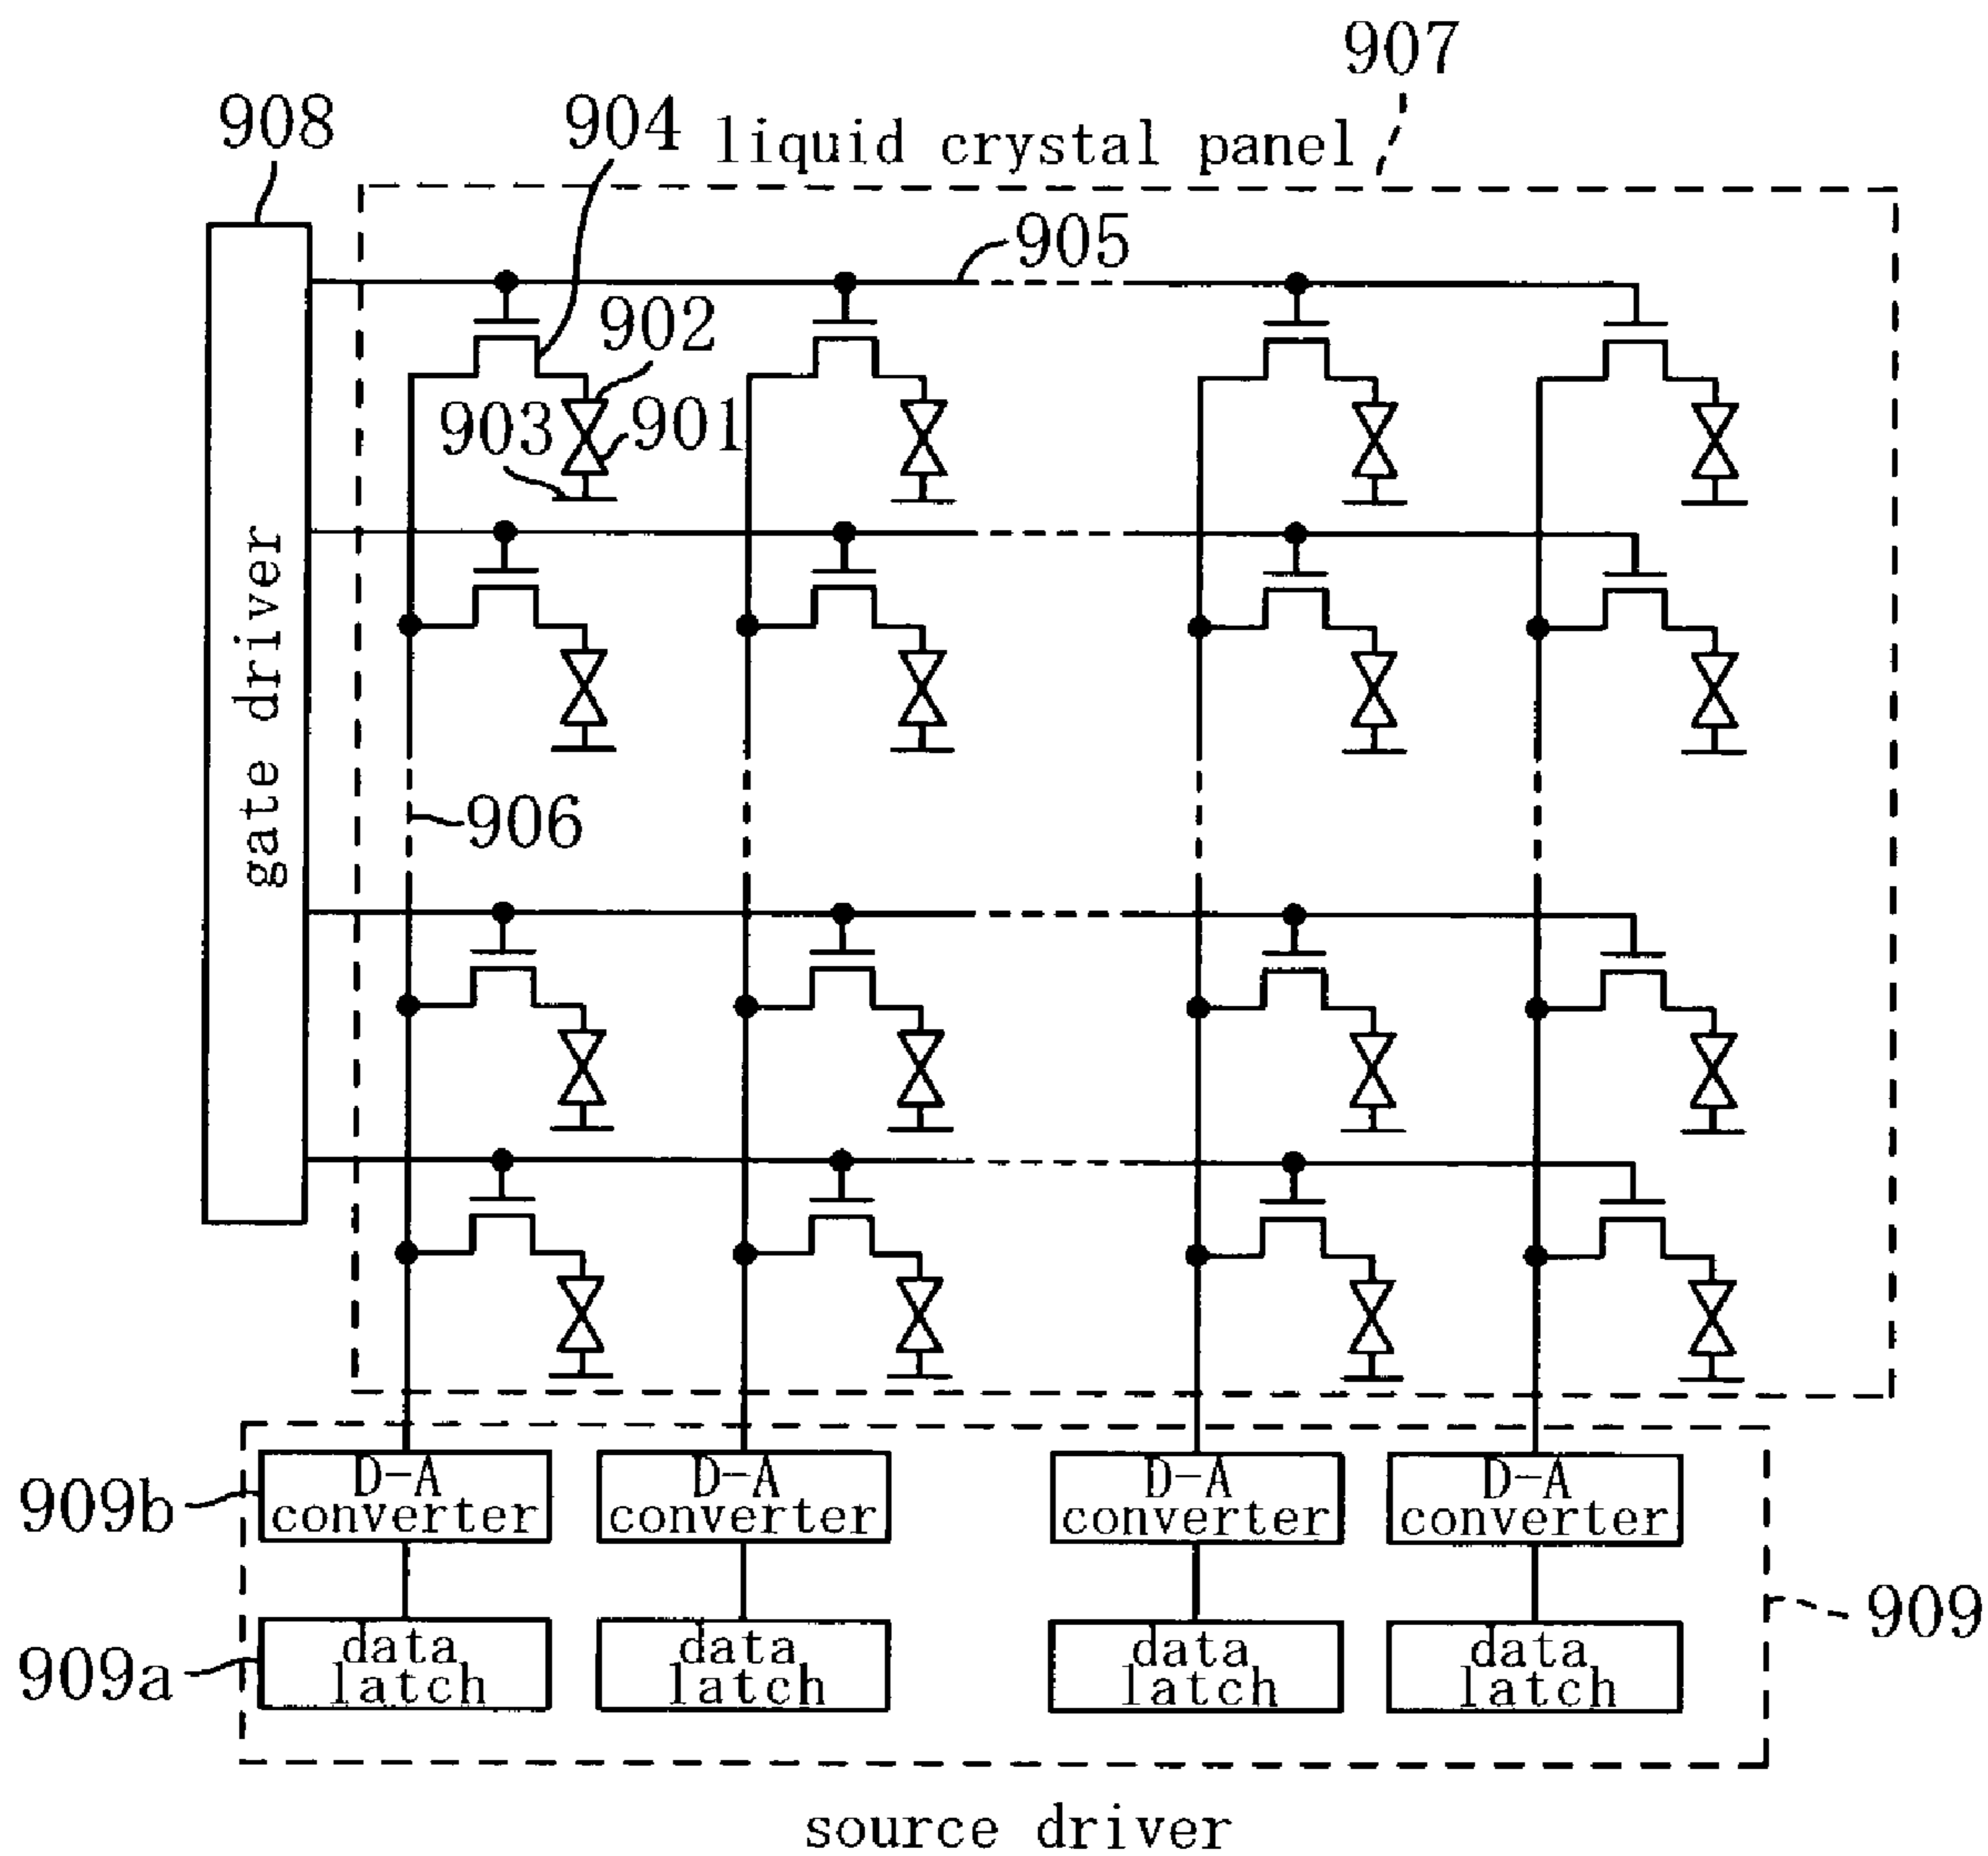 907
908
904
liquid crystal panel
905
902
903
901
gate driver
906
D-A
converter
D-A
converter
D-A
converter
D-A
converter
909b
data
latch
data
latch
data
latch
data
latch
909
909a
source driver